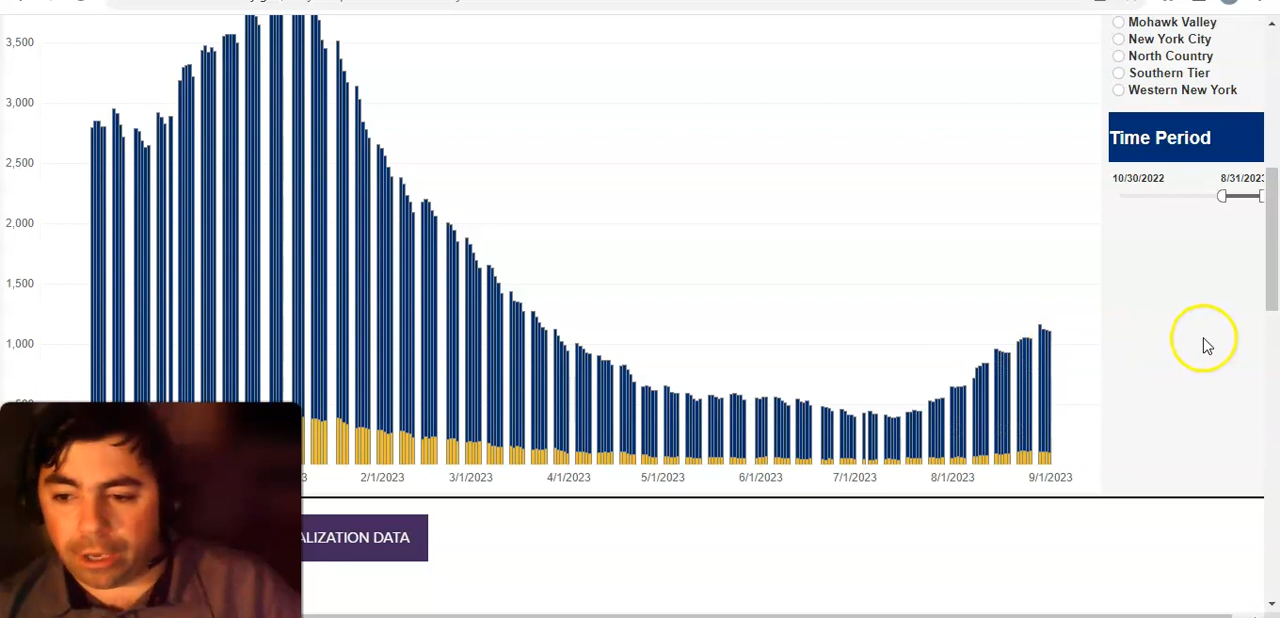 Mohawk Valley
New York City
North Country
Southern Tier
Western New York
Time Period
10/30/2022 8/31/202
3,500
3,000
2,500
2,000
1,500
1,000
2/1/2023 3/1/2023 4/1/2023 5/1/2023 6/1/2023 7/1/2023 8/1/2023 9/1/2023
ALIZATION DATA